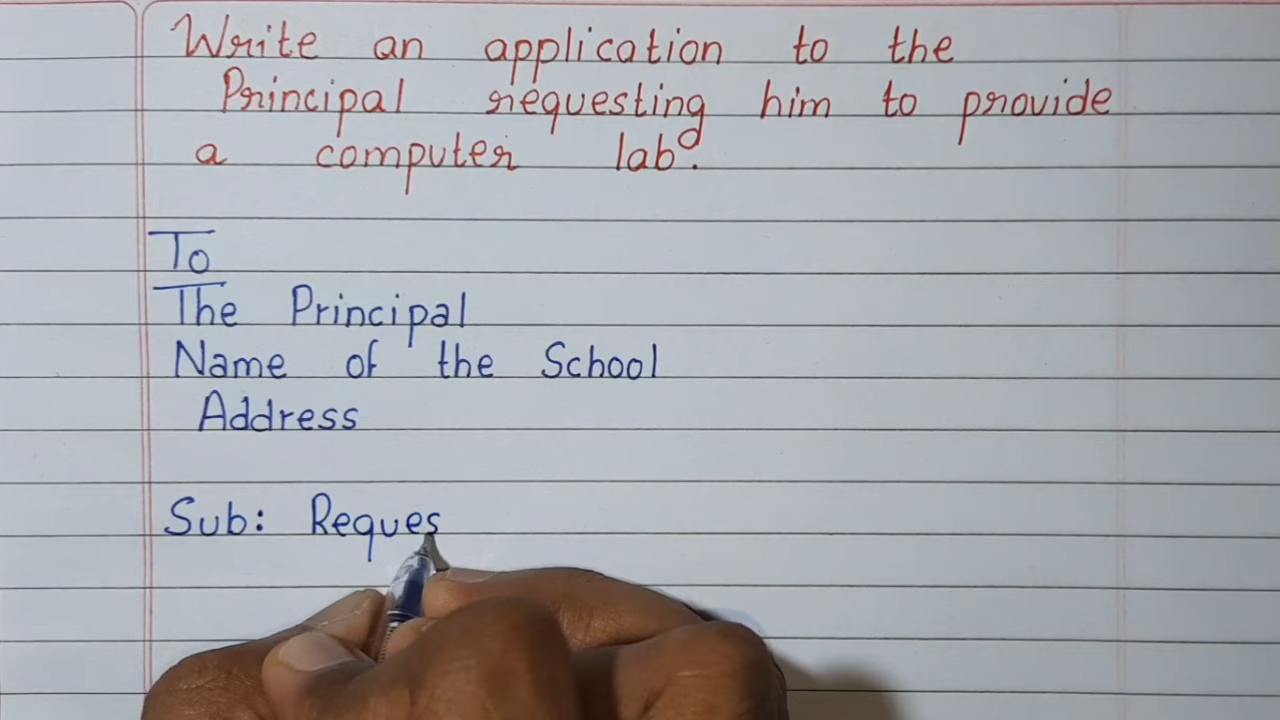 Write an application to the
Principal requesting him to provide
a computer lab.
To
The Principal
Name of the School
Address
Sub: Reques